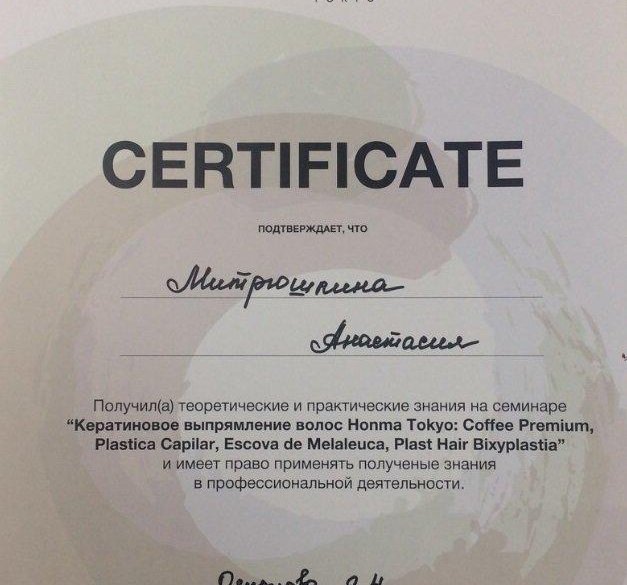 CERTIFICATE
ПОДТВЕРЖДАЕТ, ЧТО
Митрюшкина
Анастасия
Получил(а) теоретические и практические знания на семинаре
“Кератиновое выпрямление волос Honma Tokyo: Coffee Premium,
Plastica Capilar, Escova de Melaleuca, Plast Hair Bixyplastia”
и имеет право применять полученые знания
в профессиональной деятельности.